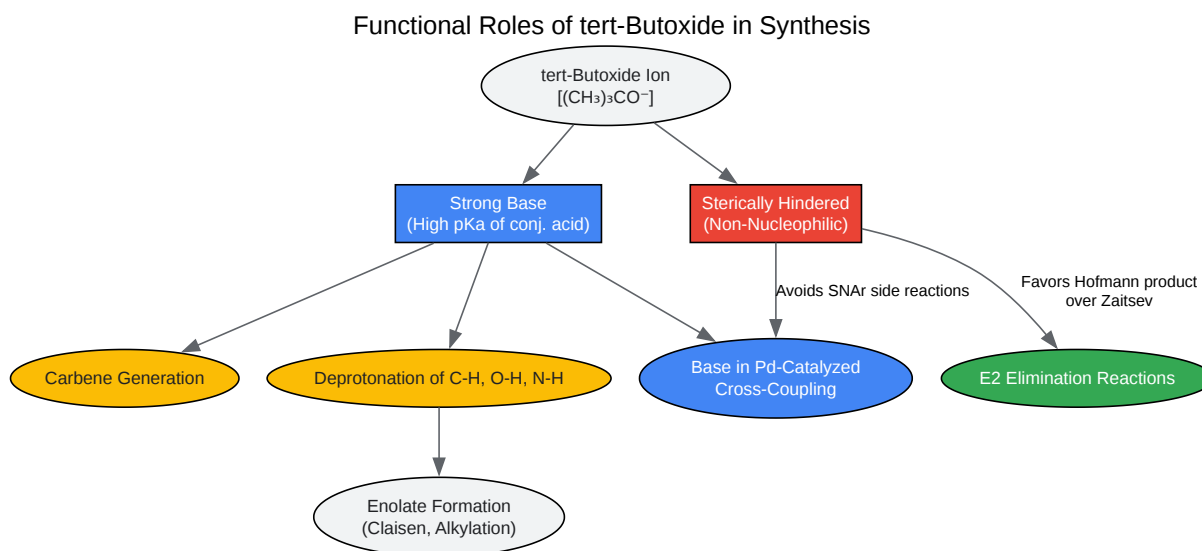 Functional Roles of tert-Butoxide in Synthesis
tert-Butoxide Ion
[(CH₃)₃CO⁻]
Strong Base
(High pKa of conj. acid)
Sterically Hindered
(Non-Nucleophilic)
Avoids SNAr side reactions
Favors Hofmann product
over Zaitsev
Carbene Generation
Deprotonation of C-H, O-H, N-H
Base in Pd-Catalyzed
Cross-Coupling
E2 Elimination Reactions
Enolate Formation
(Claisen, Alkylation)